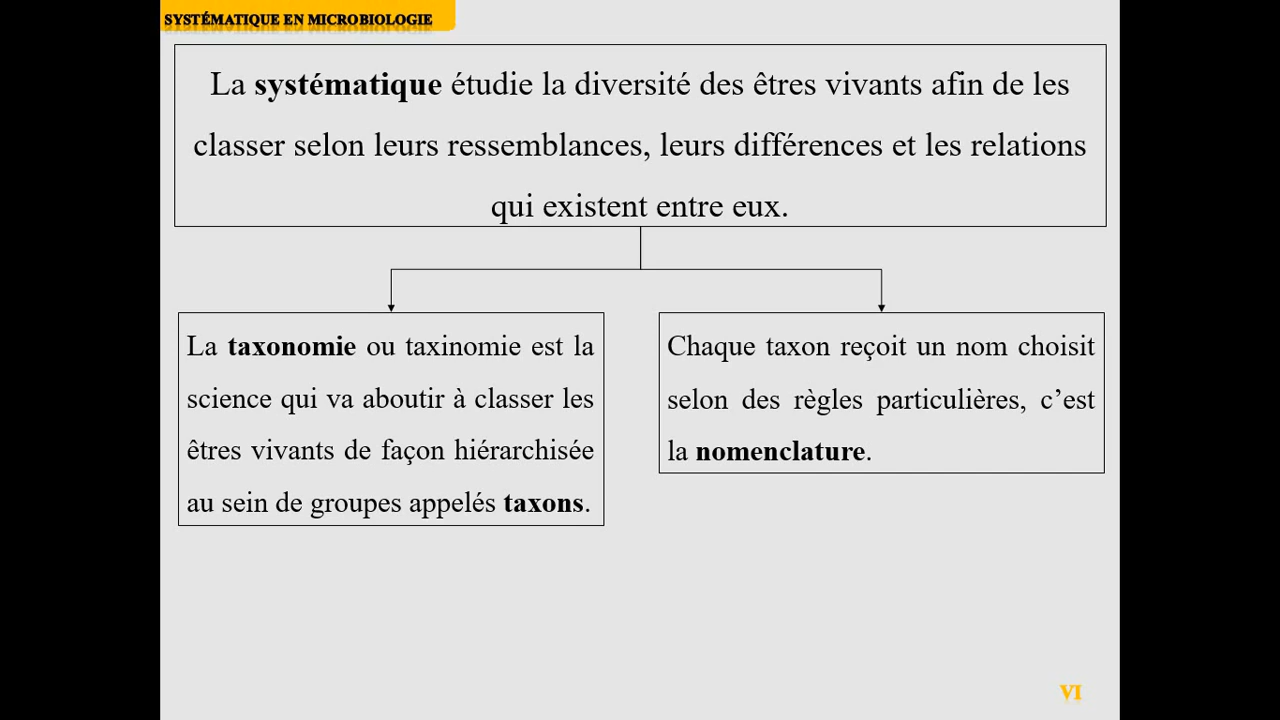 SYSTÉMATIQUE EN MICROBIOLOGIE
La systématique étudie la diversité des êtres vivants afin de les
classer selon leurs ressemblances, leurs différences et les relations
qui existent entre eux.
La taxonomie ou taxinomie est la
science qui va aboutir à classer les
êtres vivants de façon hiérarchisée
au sein de groupes appelés taxons.
Chaque taxon reçoit un nom choisit
selon des règles particulières, c’est
la nomenclature.
VI